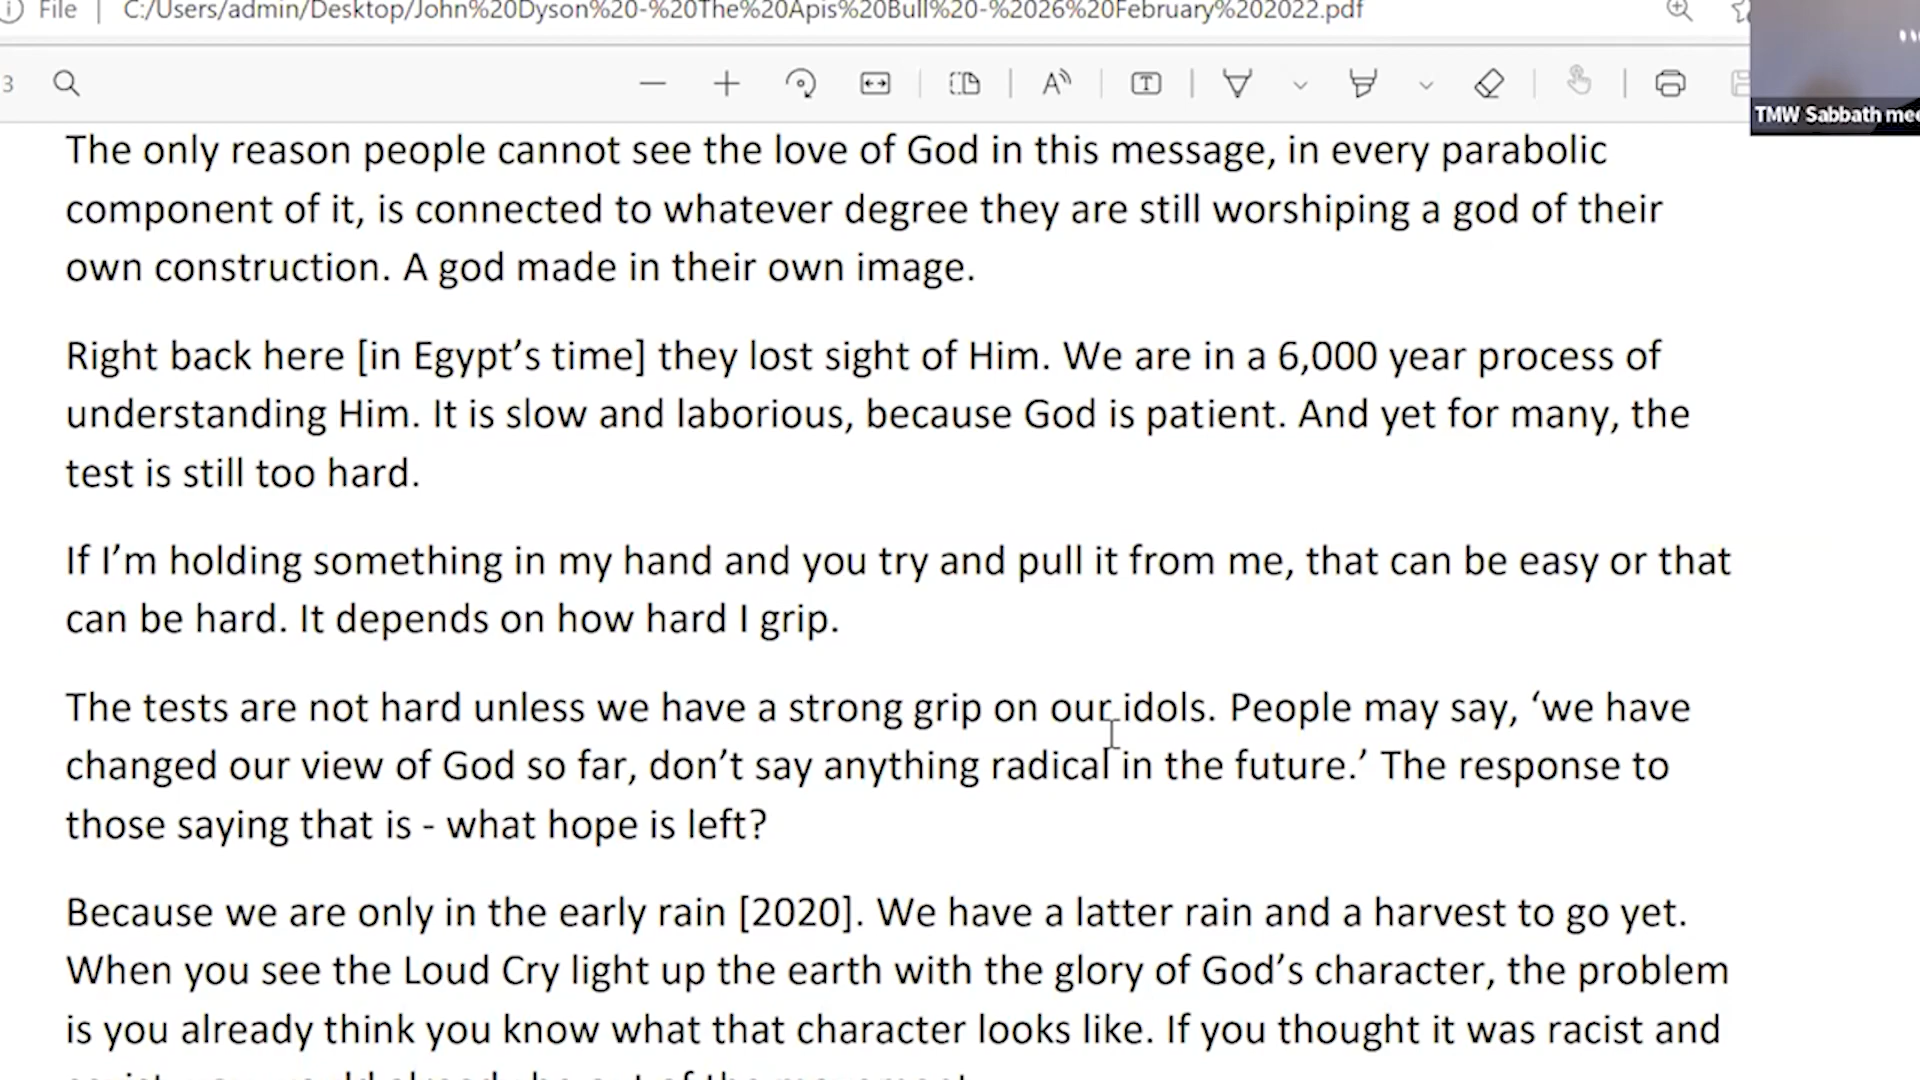 File | C:/Users/admin/Desktop/John%20Dyson%20-%20The%20Apis%20Bull%20-%2026%20February%202022.pdf
3
TMW Sabbath mee
The only reason people cannot see the love of God in this message, in every parabolic
component of it, is connected to whatever degree they are still worshiping a god of their
own construction. A god made in their own image.
Right back here [in Egypt’s time] they lost sight of Him. We are in a 6,000 year process of
understanding Him. It is slow and laborious, because God is patient. And yet for many, the
test is still too hard.
If I’m holding something in my hand and you try and pull it from me, that can be easy or that
can be hard. It depends on how hard I grip.
The tests are not hard unless we have a strong grip on our idols. People may say, ‘we have
changed our view of God so far, don’t say anything radical in the future.’ The response to
those saying that is - what hope is left?
Because we are only in the early rain [2020]. We have a latter rain and a harvest to go yet.
When you see the Loud Cry light up the earth with the glory of God’s character, the problem
is you already think you know what that character looks like. If you thought it was racist and